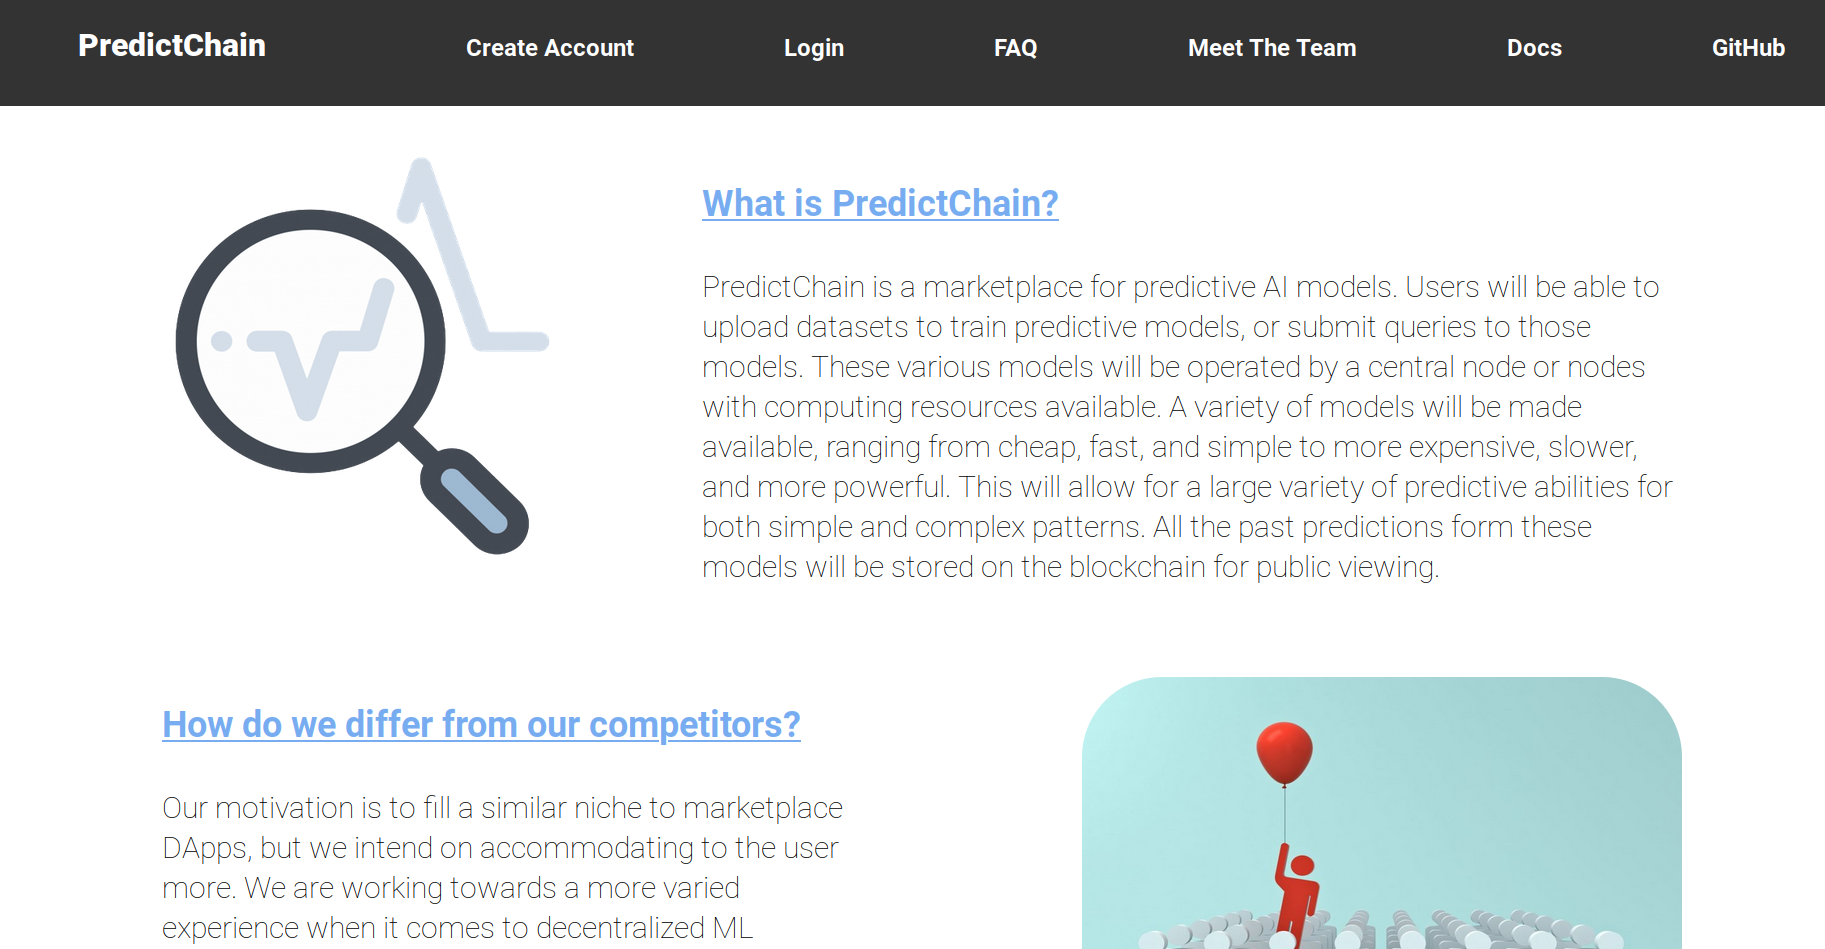 PredictChain
Create Account
Login
FAQ
Meet The Team
Docs
GitHub
What is PredictChain?
PredictChain is a marketplace for predictive AI models. Users will be able to
upload datasets to train predictive models, or submit queries to those
models. These various models will be operated by a central node or nodes
with computing resources available. A variety of models will be made
available, ranging from cheap, fast, and simple to more expensive, slower,
and more powerful. This will allow for a large variety of predictive abilities for
both simple and complex patterns. All the past predictions form these
models will be stored on the blockchain for public viewing.
How do we differ from our competitors?
Our motivation is to fill a similar niche to marketplace
DApps, but we intend on accommodating to the user
more. We are working towards a more varied
experience when it comes to decentralized ML